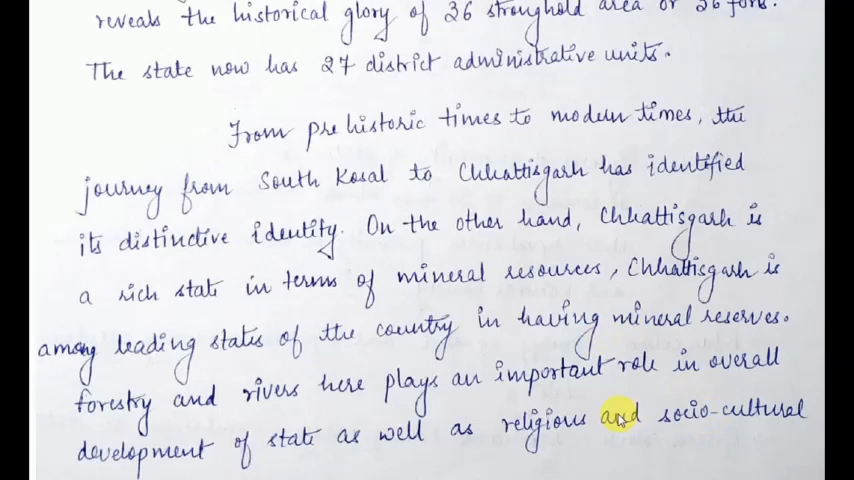 reveals the historical glory of 36 stronghold area or 36 forts.
The state now has 27 district administrative units.
From prehistoric times to modern times, the
journey from South Kosal to Chhattisgarh has identified
its distinctive identity. On the other hand, Chhattisgarh is
a rich state in terms of mineral resources, Chhattisgarh is
among leading states of the country in having mineral reserves.
forestry and rivers here plays an important role in overall
development of state as well as religious and socio-cultural